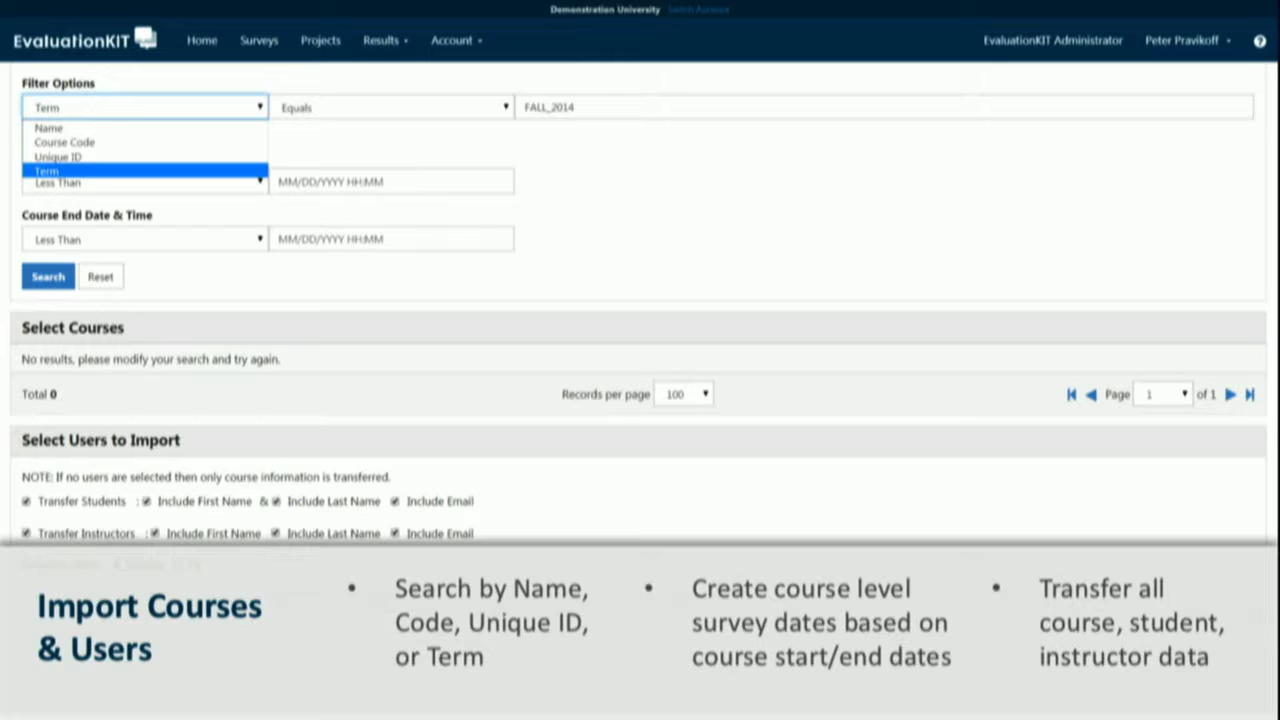 Demonstration University Switch Account
EvaluationKIT Home Surveys Projects Results Account EvaluationKIT Administrator Peter Pravikoff ?
Filter Options
Term Equals FALL_2014
Name
Course Code
Unique ID
Term
Less Than MM/DD/YYYY HH:MM
Course End Date & Time
Less Than MM/DD/YYYY HH:MM
Search Reset
Select Courses
No results, please modify your search and try again.
Total 0 Records per page 100 Page 1 of 1
Select Users to Import
NOTE: If no users are selected then only course information is transferred.
Transfer Students : Include First Name & Include Last Name Include Email
Transfer Instructors : Include First Name Include Last Name Include Email
Import Courses
& Users
• Search by Name,
Code, Unique ID,
or Term
• Create course level
survey dates based on
course start/end dates
• Transfer all
course, student,
instructor data